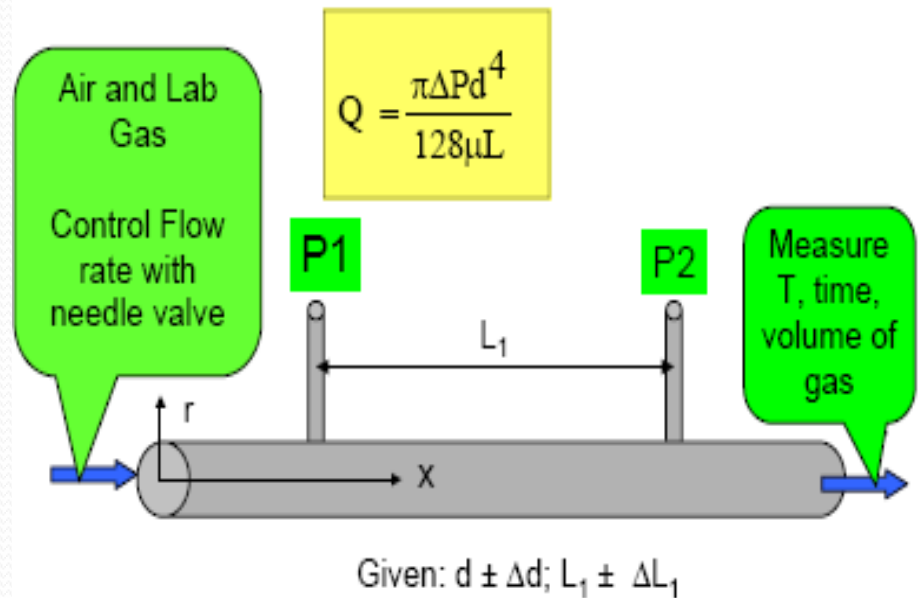 Air and Lab
Gas
Control Flow
rate with
needle valve
Q = πΔPd⁴ / 128μL
P1
P2
L₁
r
x
Measure
T, time,
volume of
gas
Given: d ± Δd; L₁ ± ΔL₁